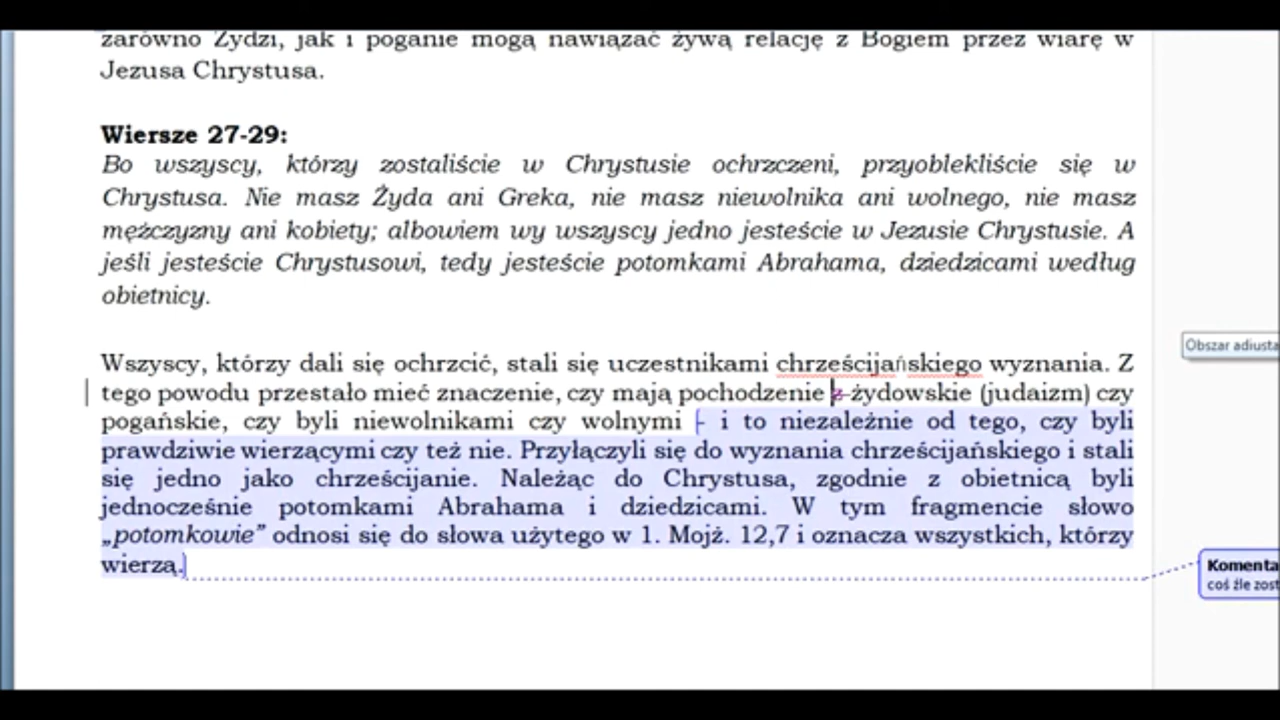 zarówno Żydzi, jak i poganie mogą nawiązać żywą relację z Bogiem przez wiarę w
Jezusa Chrystusa.
Wiersze 27-29:
Bo wszyscy, którzy zostaliście w Chrystusie ochrzczeni, przyoblekliście się w
Chrystusa. Nie masz Żyda ani Greka, nie masz niewolnika ani wolnego, nie masz
mężczyzny ani kobiety; albowiem wy wszyscy jedno jesteście w Jezusie Chrystusie. A
jeśli jesteście Chrystusowi, tedy jesteście potomkami Abrahama, dziedzicami według
obietnicy.
Wszyscy, którzy dali się ochrzcić, stali się uczestnikami chrześcijańskiego wyznania. Z
tego powodu przestało mieć znaczenie, czy mają pochodzenie z żydowskie (judaizm) czy
pogańskie, czy byli niewolnikami czy wolnymi - i to niezależnie od tego, czy byli
prawdziwie wierzącymi czy też nie. Przyłączyli się do wyznania chrześcijańskiego i stali
się jedno jako chrześcijanie. Należąc do Chrystusa, zgodnie z obietnicą byli
jednocześnie potomkami Abrahama i dziedzicami. W tym fragmencie słowo
„potomkowie” odnosi się do słowa użytego w 1. Mojż. 12,7 i oznacza wszystkich, którzy
wierzą.
Obszar adiusta
Komenta
coś źle zost